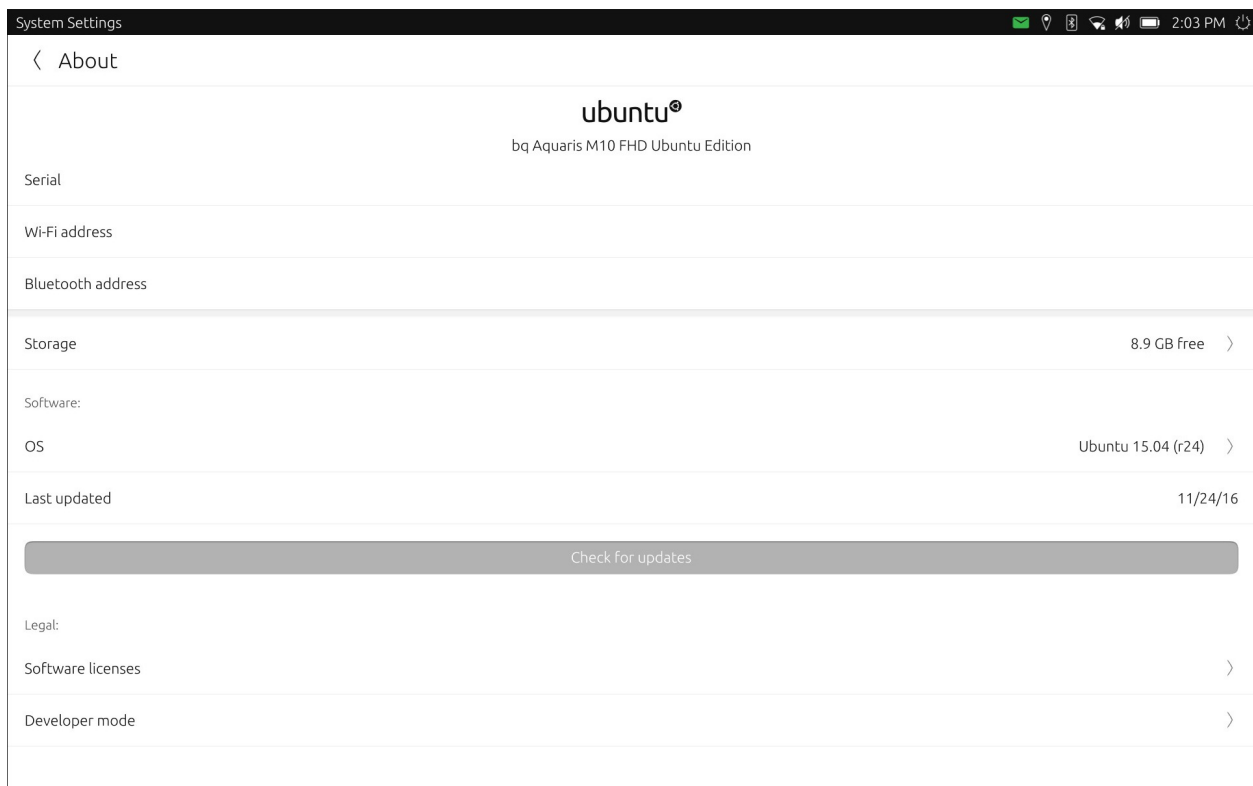 System Settings
2:03 PM
About
ubuntu
bq Aquaris M10 FHD Ubuntu Edition
Serial
Wi-Fi address
Bluetooth address
Storage 8.9 GB free
Software:
OS Ubuntu 15.04 (r24)
Last updated 11/24/16
Check for updates
Legal:
Software licenses
Developer mode